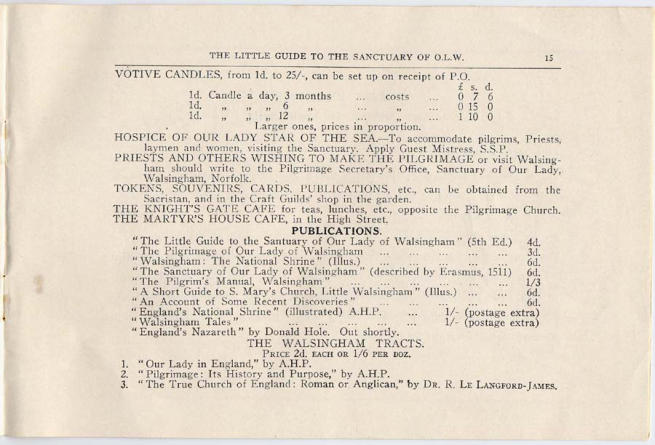 THE LITTLE GUIDE TO THE SANCTUARY OF O.L.W. 15
VOTIVE CANDLES, from 1d. to 25/-, can be set up on receipt of P.O.
£ s. d.
1d. Candle a day, 3 months ... costs ... 0 7 6
1d. „ „ „ 6 „ ... „ ... 0 15 0
1d. „ „ „ 12 „ ... „ ... 1 10 0
Larger ones, prices in proportion.
HOSPICE OF OUR LADY STAR OF THE SEA.—To accommodate pilgrims, Priests,
laymen and women, visiting the Sanctuary. Apply Guest Mistress, S.S.P.
PRIESTS AND OTHERS WISHING TO MAKE THE PILGRIMAGE or visit Walsing-
ham should write to the Pilgrimage Secretary's Office, Sanctuary of Our Lady,
Walsingham, Norfolk.
TOKENS, SOUVENIRS, CARDS, PUBLICATIONS, etc., can be obtained from the
Sacristan, and in the Craft Guilds' shop in the garden.
THE KNIGHT'S GATE CAFE for teas, lunches, etc., opposite the Pilgrimage Church.
THE MARTYR'S HOUSE CAFE, in the High Street.
PUBLICATIONS.
"The Little Guide to the Santuary of Our Lady of Walsingham" (5th Ed.) 4d.
"The Pilgrimage of Our Lady of Walsingham ... ... ... ... 3d.
"Walsingham: The National Shrine" (Illus.) ... ... ... ... 6d.
"The Sanctuary of Our Lady of Walsingham" (described by Erasmus, 1511) 6d.
"The Pilgrim's Manual, Walsingham" ... ... ... ... ... 1/3
"A Short Guide to S. Mary's Church, Little Walsingham" (Illus.) ... ... 6d.
"An Account of Some Recent Discoveries" ... ... ... ... 6d.
"England's National Shrine" (illustrated) A.H.P. ... 1/- (postage extra)
"Walsingham Tales" ... ... ... ... ... 1/- (postage extra)
"England's Nazareth" by Donald Hole. Out shortly.
THE WALSINGHAM TRACTS.
PRICE 2d. EACH OR 1/6 PER DOZ.
1. "Our Lady in England," by A.H.P.
2. "Pilgrimage: Its History and Purpose," by A.H.P.
3. "The True Church of England: Roman or Anglican," by DR. R. LE LANGFORD-JAMES.